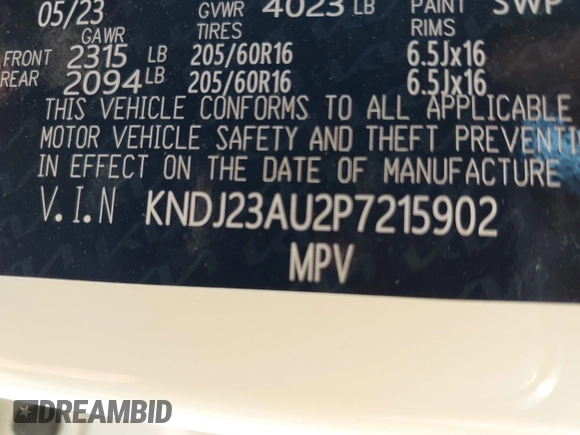 05/23 GVWR 4023 LB PAINT SWP
GAWR TIRES RIMS
FRONT 2315 LB 205/60R16 6.5Jx16
REAR 2094 LB 205/60R16 6.5Jx16
THIS VEHICLE CONFORMS TO ALL APPLICABLE
MOTOR VEHICLE SAFETY AND THEFT PREVENTION
IN EFFECT ON THE DATE OF MANUFACTURE
V.I.N KNDJ23AU2P7215902
MPV
DREAMBID